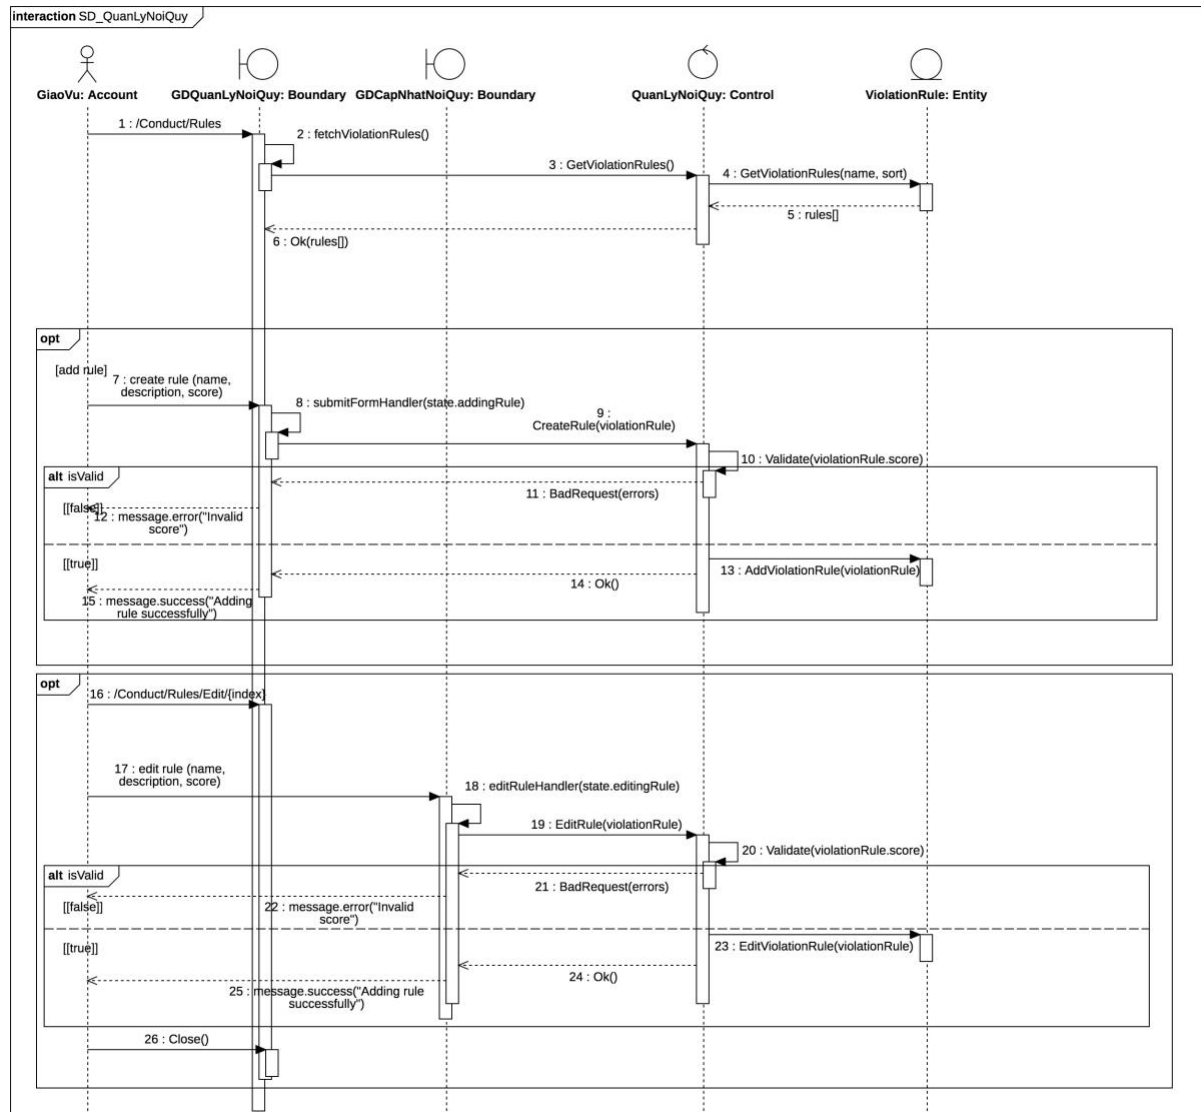 interaction SD_QuanLyNoiQuy
GiaoVu: Account
GDQuanLyNoiQuy: Boundary
GDCapNhatNoiQuy: Boundary
QuanLyNoiQuy: Control
ViolationRule: Entity
1 : /Conduct/Rules
2 : fetchViolationRules()
3 : GetViolationRules()
4 : GetViolationRules(name, sort)
5 : rules[]
6 : Ok(rules[])
opt
[add rule]
7 : create rule (name,
description, score)
8 : submitFormHandler(state.addingRule)
9 :
CreateRule(violationRule)
10 : Validate(violationRule.score)
alt isValid
11 : BadRequest(errors)
[[false]]
12 : message.error("Invalid
score")
[[true]]
13 : AddViolationRule(violationRule)
14 : Ok()
15 : message.success("Adding
rule successfully")
opt
16 : /Conduct/Rules/Edit/{index}
17 : edit rule (name,
description, score)
18 : editRuleHandler(state.editingRule)
19 : EditRule(violationRule)
20 : Validate(violationRule.score)
alt isValid
21 : BadRequest(errors)
[[false]]
22 : message.error("Invalid
score")
[[true]]
23 : EditViolationRule(violationRule)
24 : Ok()
25 : message.success("Adding rule
successfully")
26 : Close()